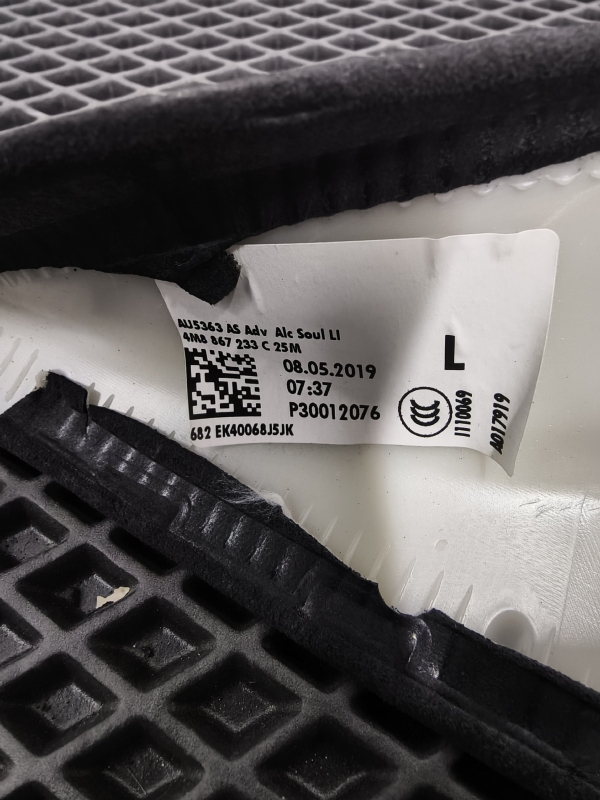 AU5363 AS Adv Alc Soul LI
4M8 867 233 C 25M
08.05.2019
07:37
P30012076
682 EK40068J5JK
L
CCC
1110069
A017919